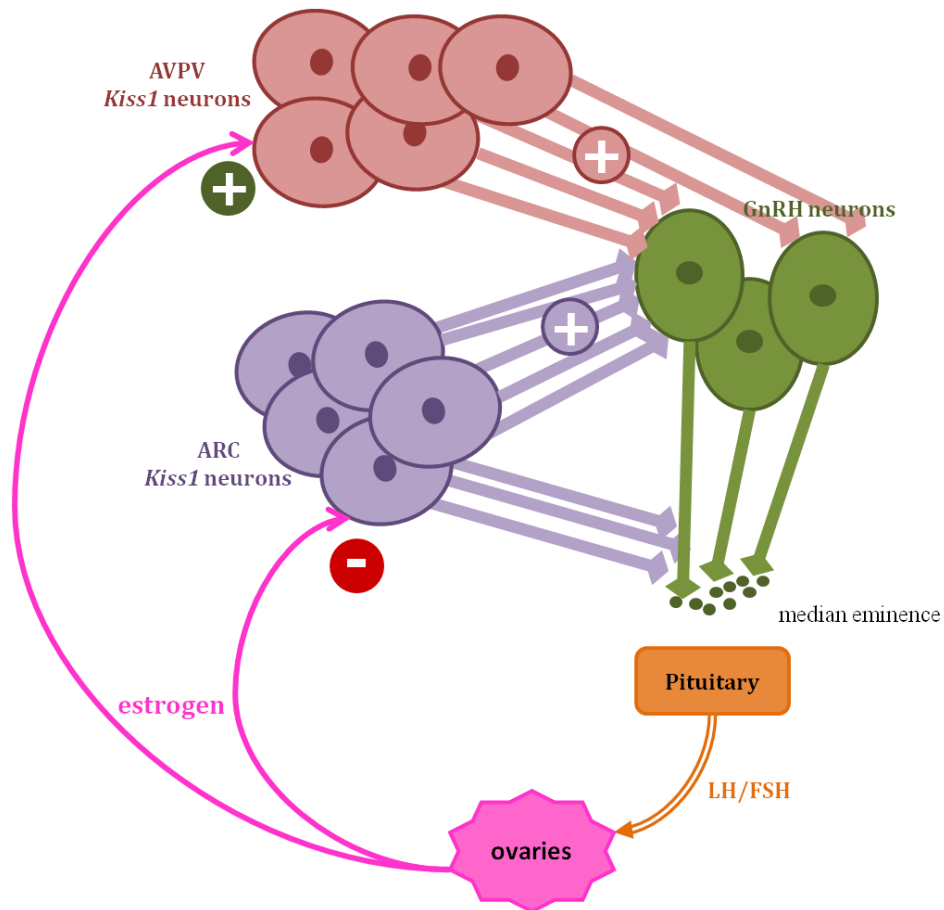 AVPV
Kiss1 neurons
+
+
GnRH neurons
+
ARC
Kiss1 neurons
-
median eminence
Pituitary
estrogen
LH/FSH
ovaries